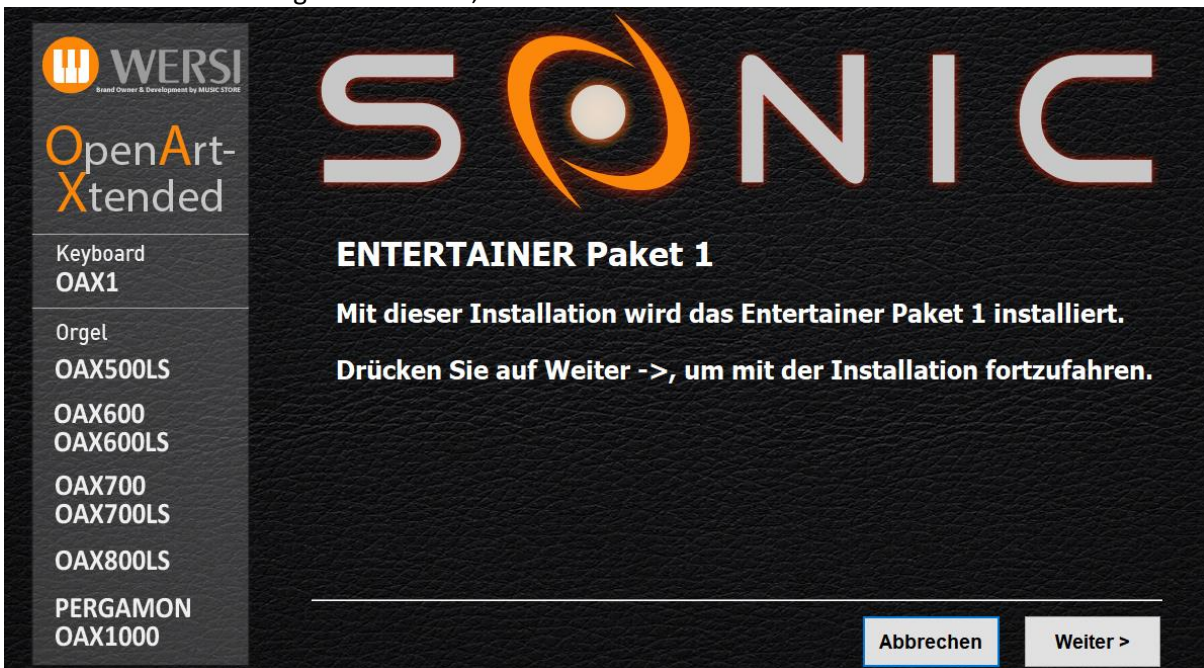 WERSI
Brand Owner & Development by MUSIC STORE
OpenArt-
Xtended
Keyboard
OAX1
Orgel
OAX500LS
OAX600
OAX600LS
OAX700
OAX700LS
OAX800LS
PERGAMON
OAX1000
SONIC
ENTERTAINER Paket 1
Mit dieser Installation wird das Entertainer Paket 1 installiert.
Drücken Sie auf Weiter ->, um mit der Installation fortzufahren.
Abbrechen
Weiter >